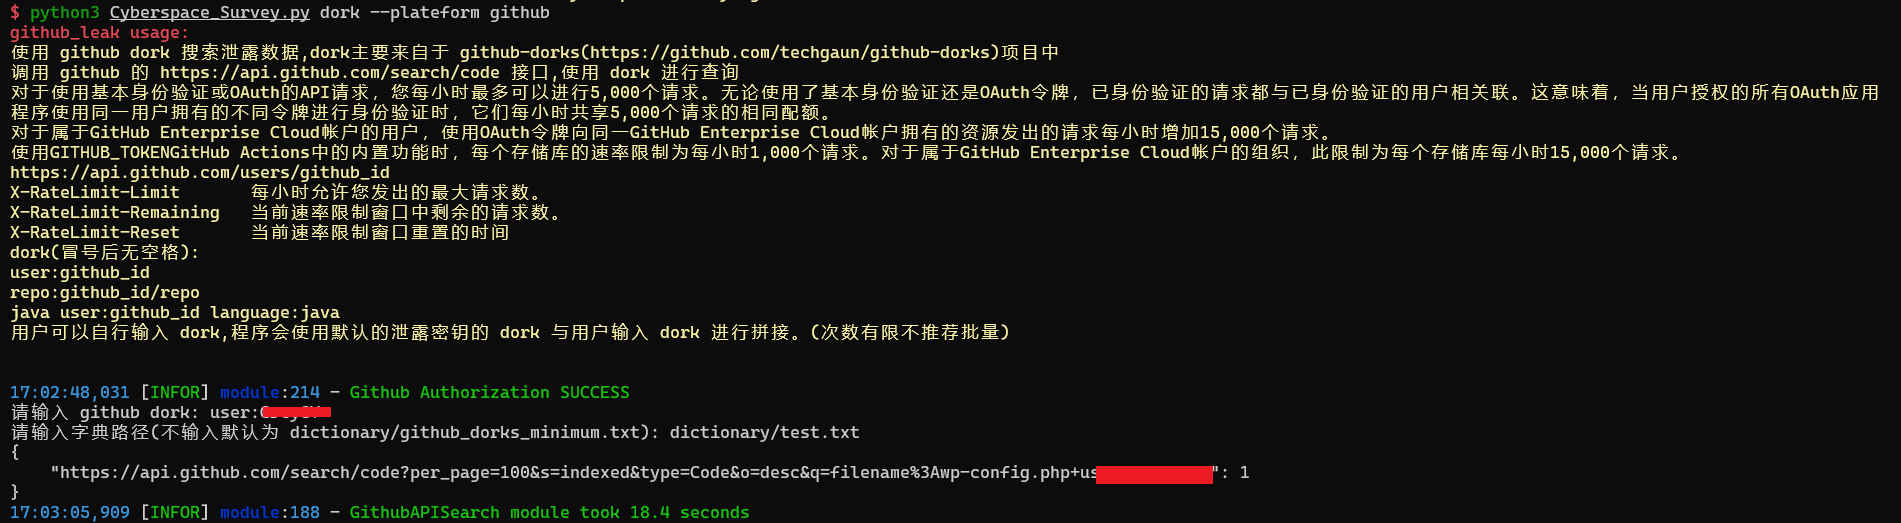 $ python3 Cyberspace_Survey.py dork --plateform github
github_leak usage:
使用 github dork 搜索泄露数据,dork主要来自于 github-dorks(https://github.com/techgaun/github-dorks)项目中
调用 github 的 https://api.github.com/search/code 接口,使用 dork 进行查询
对于使用基本身份验证或OAuth的API请求，您每小时最多可以进行5,000个请求。无论使用了基本身份验证还是OAuth令牌，已身份验证的请求都与已身份验证的用户相关联。这意味着，当用户授权的所有OAuth应用
程序使用同一用户拥有的不同令牌进行身份验证时，它们每小时共享5,000个请求的相同配额。
对于属于GitHub Enterprise Cloud帐户的用户，使用OAuth令牌向同一GitHub Enterprise Cloud帐户拥有的资源发出的请求每小时增加15,000个请求。
使用GITHUB_TOKENGitHub Actions中的内置功能时，每个存储库的速率限制为每小时1,000个请求。对于属于GitHub Enterprise Cloud帐户的组织，此限制为每个存储库每小时15,000个请求。
https://api.github.com/users/github_id
X-RateLimit-Limit 每小时允许您发出的最大请求数。
X-RateLimit-Remaining 当前速率限制窗口中剩余的请求数。
X-RateLimit-Reset 当前速率限制窗口重置的时间
dork(冒号后无空格):
user:github_id
repo:github_id/repo
java user:github_id language:java
用户可以自行输入 dork,程序会使用默认的泄露密钥的 dork 与用户输入 dork 进行拼接。(次数有限不推荐批量)
17:02:48,031 [INFOR] module:214 - Github Authorization SUCCESS
请输入 github dork: user:
请输入字典路径(不输入默认为 dictionary/github_dorks_minimum.txt): dictionary/test.txt
{
"https://api.github.com/search/code?per_page=100&s=indexed&type=Code&o=desc&q=filename%3Awp-config.php+us": 1
}
17:03:05,909 [INFOR] module:188 - GithubAPISearch module took 18.4 seconds